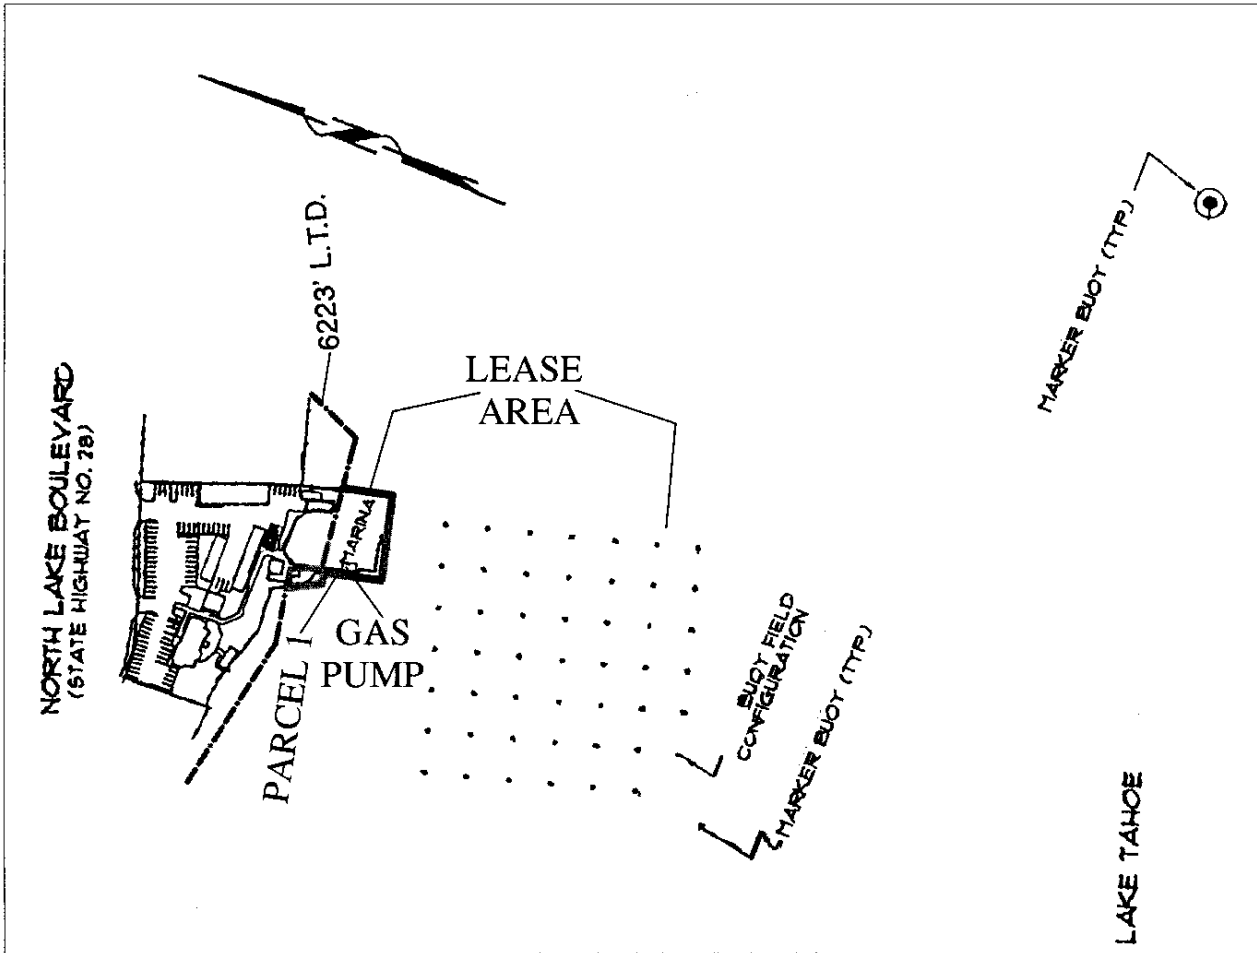 NORTH LAKE BOULEVARD
(STATE HIGHWAY NO. 28)
6223' L.T.D.
LEASE
AREA
MARINA
GAS
PUMP
PARCEL 1
BUOY FIELD
CONFIGURATION
MARKER BUOY (TYP.)
MARKER BUOY (TYP.)
LAKE TAHOE